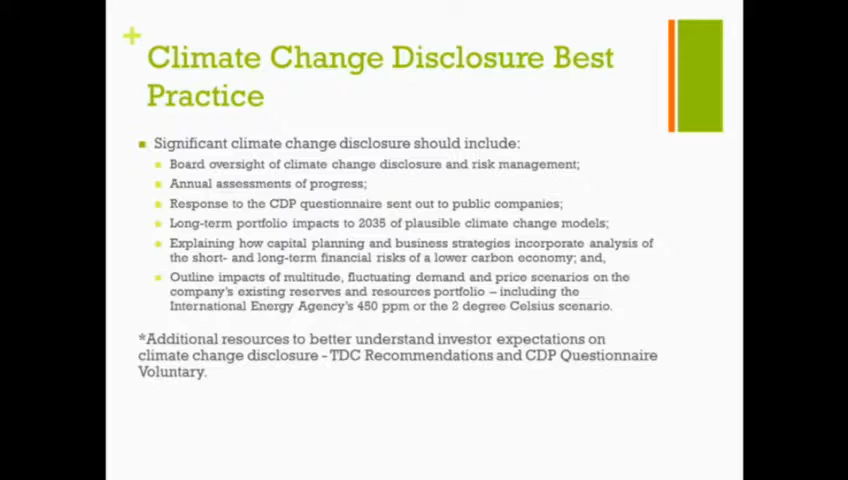 +
Climate Change Disclosure Best
Practice
Significant climate change disclosure should include:
Board oversight of climate change disclosure and risk management;
Annual assessments of progress;
Response to the CDP questionnaire sent out to public companies;
Long-term portfolio impacts to 2035 of plausible climate change models;
Explaining how capital planning and business strategies incorporate analysis of
the short- and long-term financial risks of a lower carbon economy; and,
Outline impacts of multitude, fluctuating demand and price scenarios on the
company's existing reserves and resources portfolio – including the
International Energy Agency's 450 ppm or the 2 degree Celsius scenario.
*Additional resources to better understand investor expectations on
climate change disclosure - TDC Recommendations and CDP Questionnaire
Voluntary.